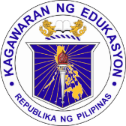 KAGAWARAN NG EDUKASYON
REPUBLIKA NG PILIPINAS